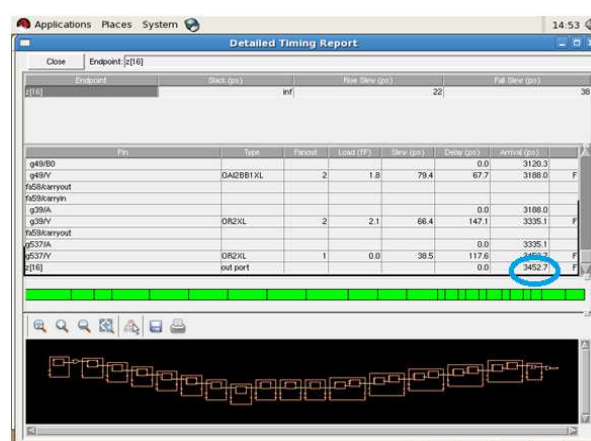 Applications Places System 14:53
Detailed Timing Report
Close Endpoint: z[16]
Endpoint Slack (ps) Rise Slew (ps) Fall Slew (ps)
z[16] inf 22 38
Pin Type Fanout Load (fF) Slew (ps) Delay (ps) Arrival (ps)
g49/B0 0.0 3120.3
g49/Y OAI2BB1XL 2 1.8 79.4 67.7 3188.0 F
fa58/carryout
fa59/carryin
g39/A 0.0 3188.0
g39/Y OR2XL 2 2.1 66.4 147.1 3335.1 F
fa59/carryout
g537/A 0.0 3335.1
g537/Y OR2XL 1 0.0 38.5 117.6 3452.7 F
z[16] out port 0.0 3452.7 F